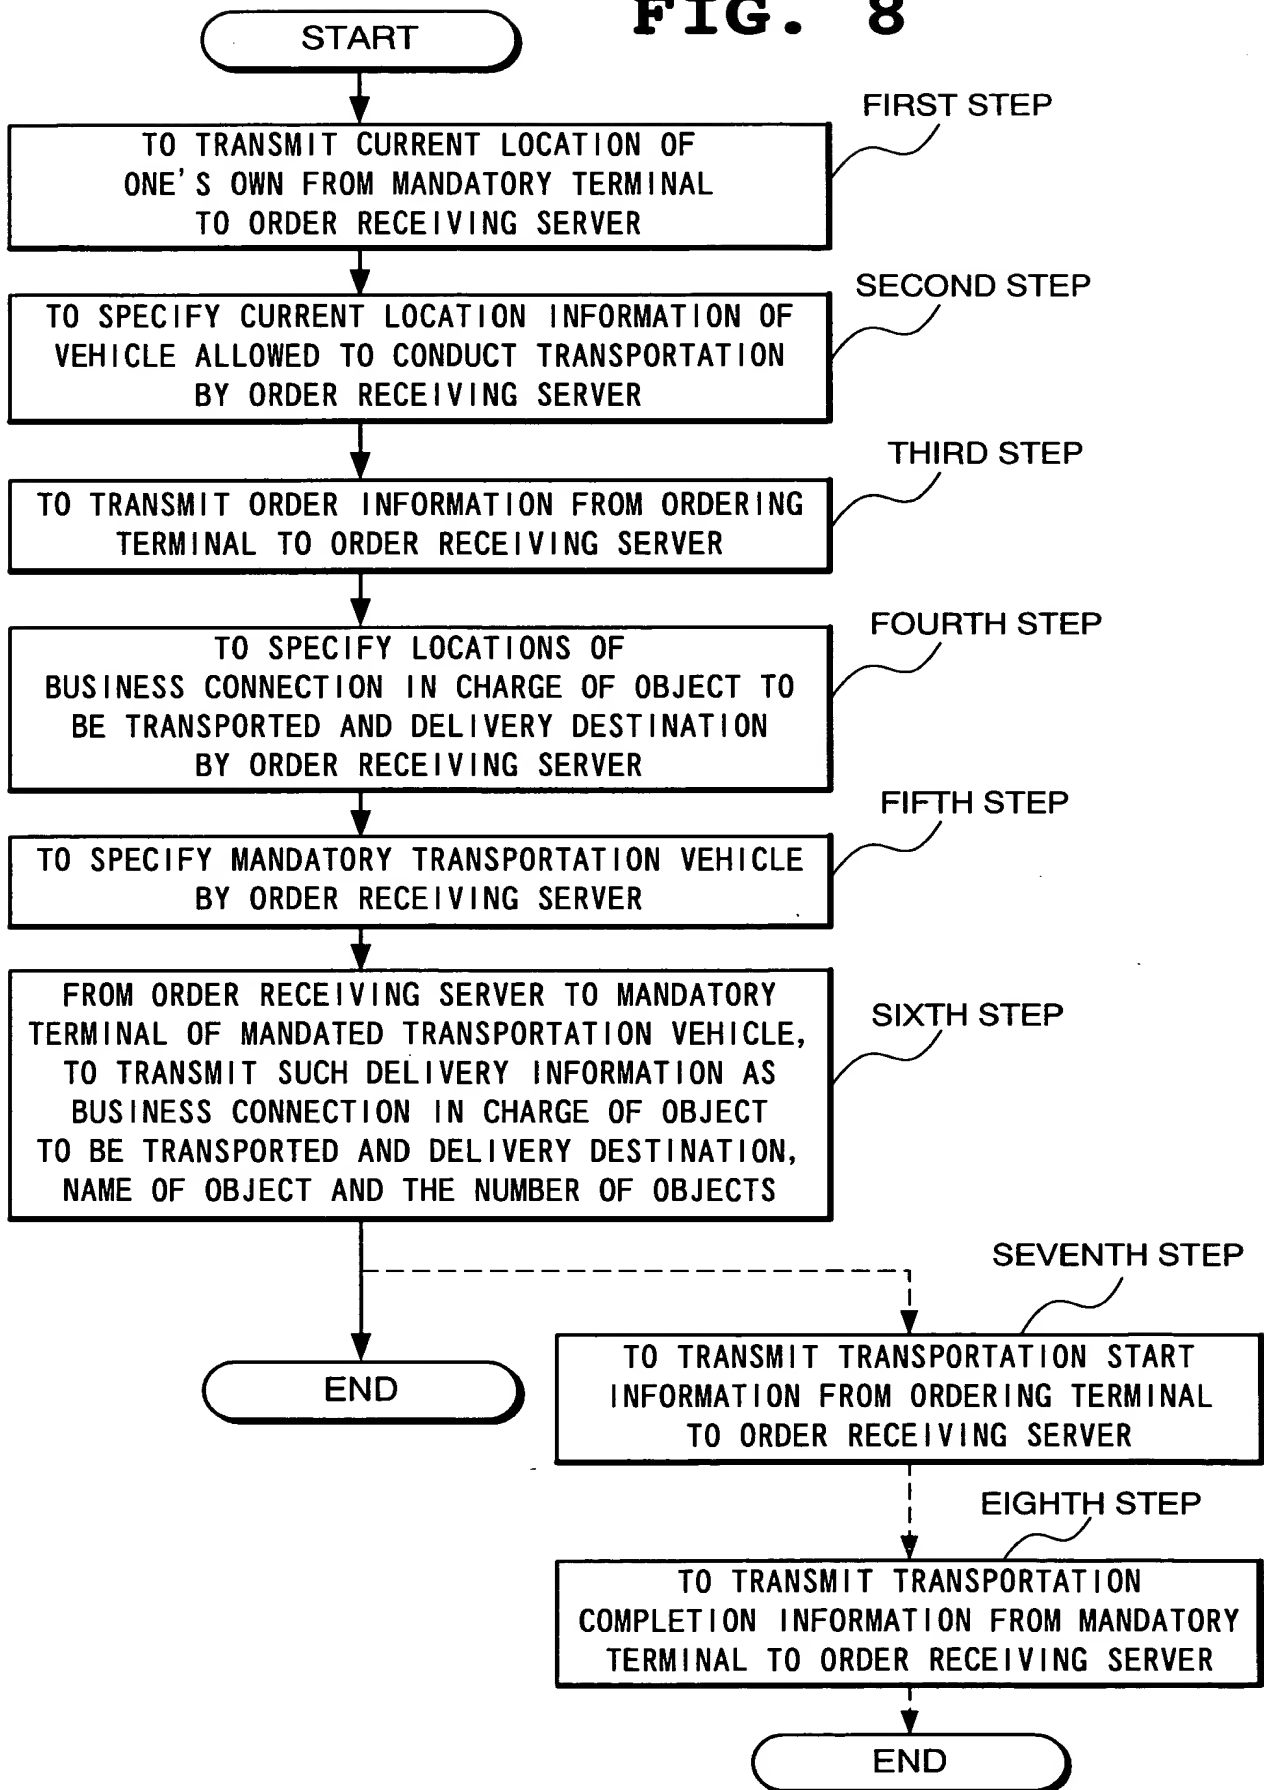 FIG. 8
START
FIRST STEP
TO TRANSMIT CURRENT LOCATION OF
ONE'S OWN FROM MANDATORY TERMINAL
TO ORDER RECEIVING SERVER
SECOND STEP
TO SPECIFY CURRENT LOCATION INFORMATION OF
VEHICLE ALLOWED TO CONDUCT TRANSPORTATION
BY ORDER RECEIVING SERVER
THIRD STEP
TO TRANSMIT ORDER INFORMATION FROM ORDERING
TERMINAL TO ORDER RECEIVING SERVER
FOURTH STEP
TO SPECIFY LOCATIONS OF
BUSINESS CONNECTION IN CHARGE OF OBJECT TO
BE TRANSPORTED AND DELIVERY DESTINATION
BY ORDER RECEIVING SERVER
FIFTH STEP
TO SPECIFY MANDATORY TRANSPORTATION VEHICLE
BY ORDER RECEIVING SERVER
SIXTH STEP
FROM ORDER RECEIVING SERVER TO MANDATORY
TERMINAL OF MANDATED TRANSPORTATION VEHICLE,
TO TRANSMIT SUCH DELIVERY INFORMATION AS
BUSINESS CONNECTION IN CHARGE OF OBJECT
TO BE TRANSPORTED AND DELIVERY DESTINATION,
NAME OF OBJECT AND THE NUMBER OF OBJECTS
SEVENTH STEP
TO TRANSMIT TRANSPORTATION START
INFORMATION FROM ORDERING TERMINAL
TO ORDER RECEIVING SERVER
END
EIGHTH STEP
TO TRANSMIT TRANSPORTATION
COMPLETION INFORMATION FROM MANDATORY
TERMINAL TO ORDER RECEIVING SERVER
END